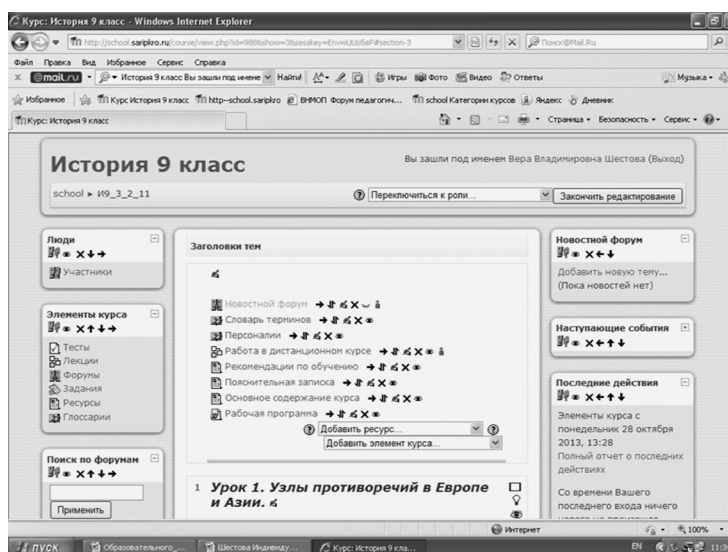 Курс: История 9 класс - Windows Internet Explorer
http://school.saripkro.ru/course/view.php?id=988&show=3&sesskey=EnvwUUo5eP#section-3
Поиск@Mail.Ru
Файл Правка Вид Избранное Сервис Справка
@mail.ru История 9 класс Вы зашли под имене Найти! Игры Фото Видео Ответы Музыка
Избранное Курс История 9 класс http--school.saripkro ВНМОП Форум педагогич... school Категории курсов Яндекс Дневник
Курс: История 9 класс
Страница Безопасность Сервис
История 9 класс
Вы зашли под именем Вера Владимировна Шестова (Выход)
school ► И9_3_2_11
Переключиться к роли...
Закончить редактирование
Люди
Участники
Элементы курса
Тесты
Лекции
Форумы
Задания
Ресурсы
Глоссарии
Поиск по форумам
Применить
Заголовки тем
Новостной форум
Словарь терминов
Персоналии
Работа в дистанционном курсе
Рекомендации по обучению
Пояснительная записка
Основное содержание курса
Рабочая программа
Добавить ресурс...
Добавить элемент курса...
1 Урок 1. Узлы противоречий в Европе
и Азии.
Новостной форум
Добавить новую тему...
(Пока новостей нет)
Наступающие события
Последние действия
Элементы курса с
понедельник 28 октября
2013, 13:28
Полный отчет о последних
действиях
Со времени Вашего
последнего входа ничего
Интернет
100%
пуск
Образовательного_...
Шестова Индивиду...
Курс: История 9 кла...
EN